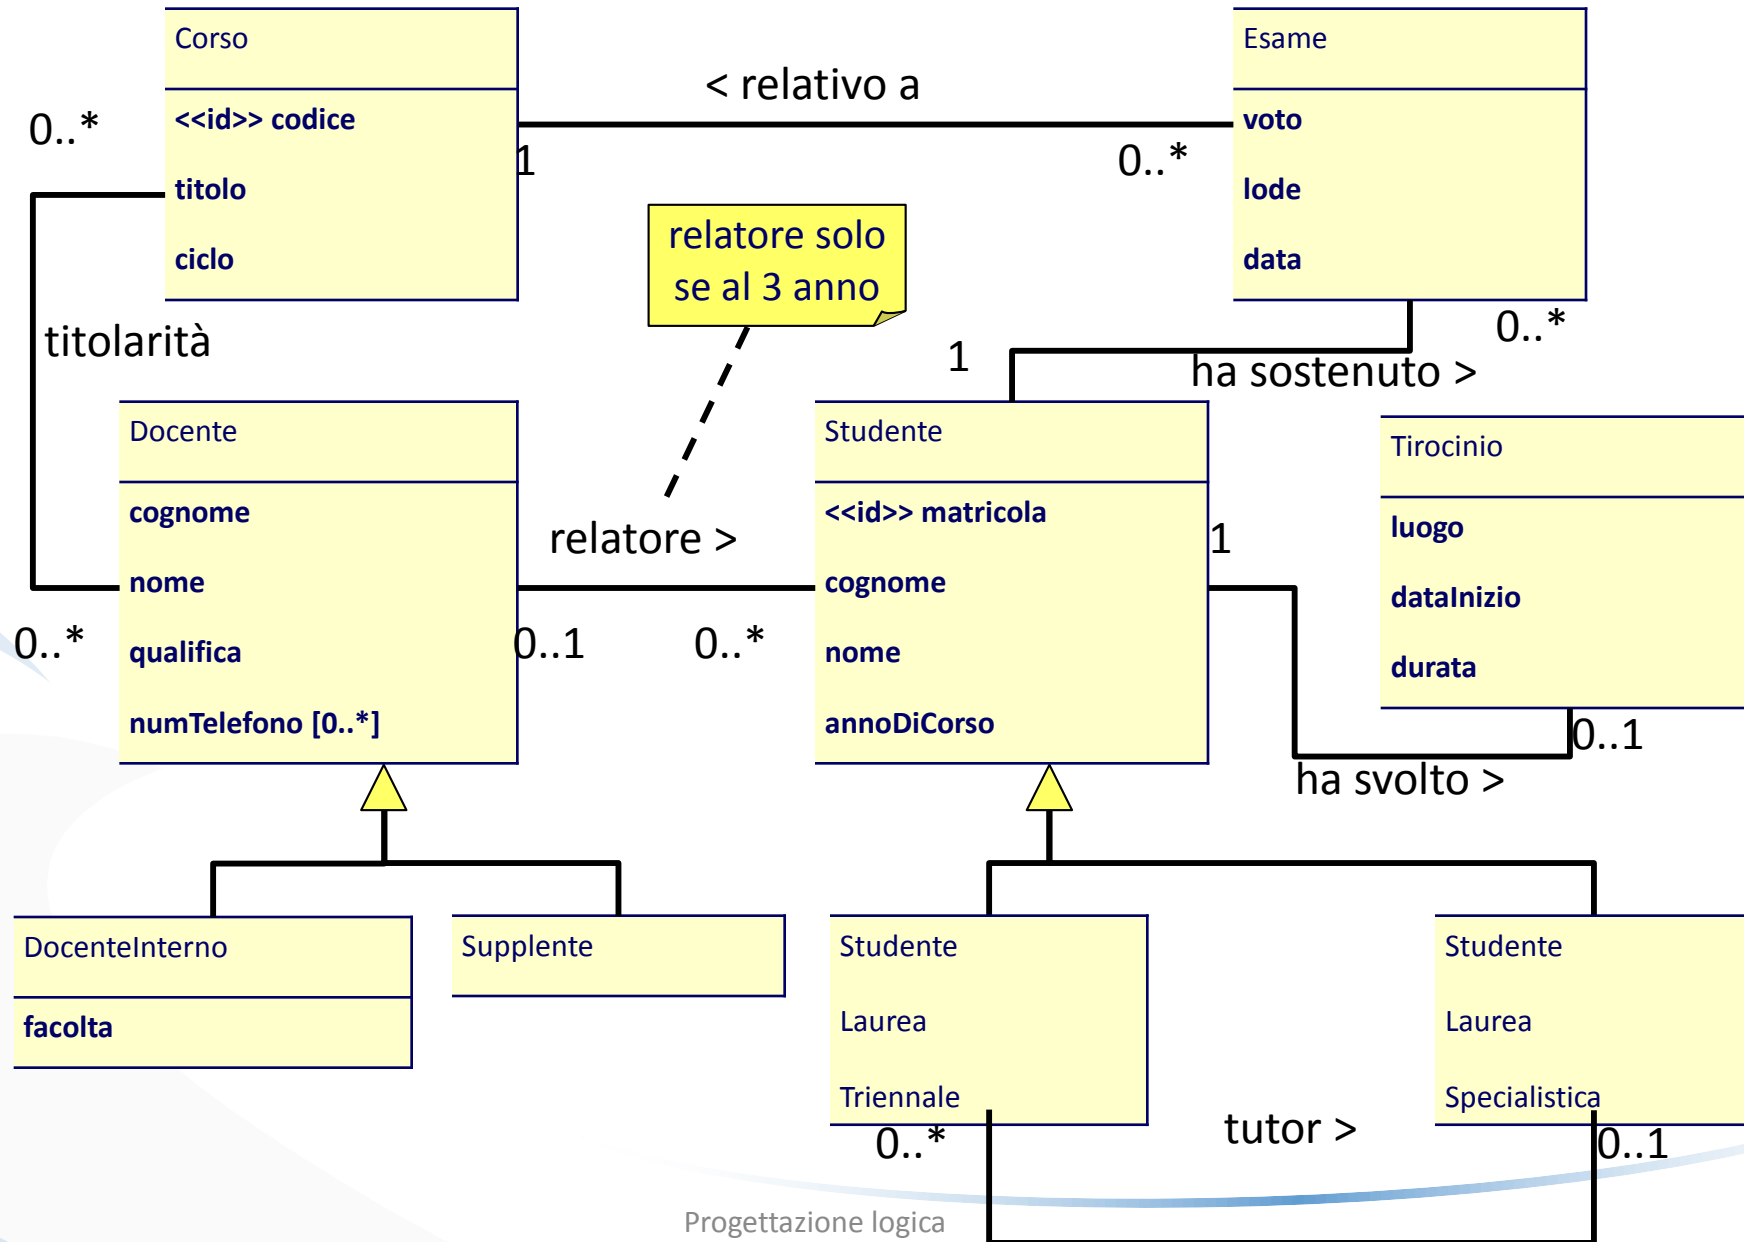 Corso
<<id>> codice
titolo
ciclo
0..*
1
< relativo a
0..*
Esame
voto
lode
data
0..*
relatore solo
se al 3 anno
titolarità
1
ha sostenuto >
Docente
cognome
nome
qualifica
numTelefono [0..*]
0..*
0..1
relatore >
0..*
Studente
<<id>> matricola
cognome
nome
annoDiCorso
1
Tirocinio
luogo
dataInizio
durata
0..1
ha svolto >
DocenteInterno
facolta
Supplente
Studente
Laurea
Triennale
0..*
tutor >
Studente
Laurea
Specialistica
0..1
Progettazione logica